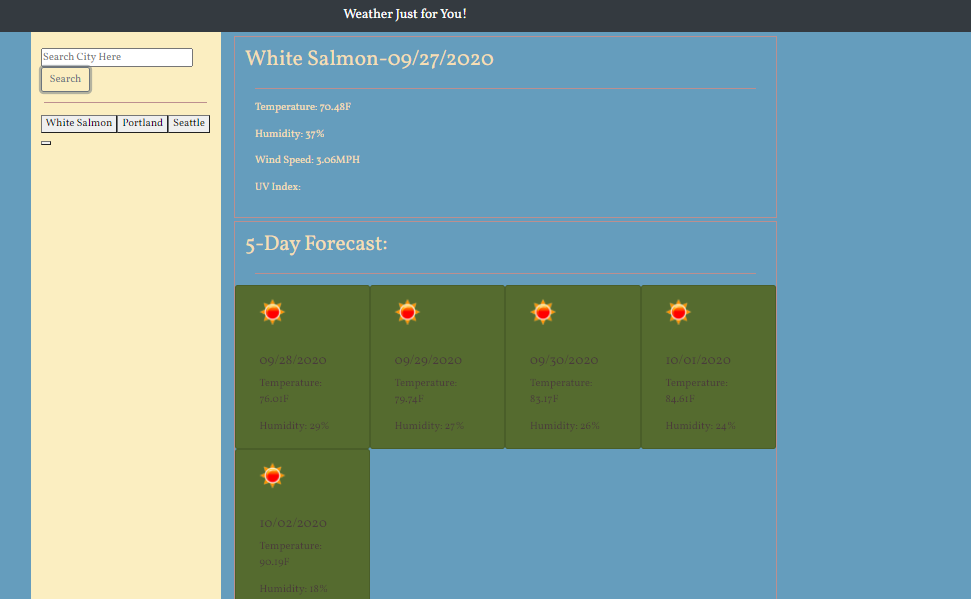 Weather Just for You!
Search City Here
Search
White Salmon Portland Seattle
White Salmon-09/27/2020
Temperature: 70.48F
Humidity: 37%
Wind Speed: 3.06MPH
UV Index:
5-Day Forecast:
09/28/2020
Temperature:
76.01F
Humidity: 29%
09/29/2020
Temperature:
79.74F
Humidity: 27%
09/30/2020
Temperature:
83.17F
Humidity: 26%
10/01/2020
Temperature:
84.61F
Humidity: 24%
10/02/2020
Temperature:
90.19F
Humidity: 18%